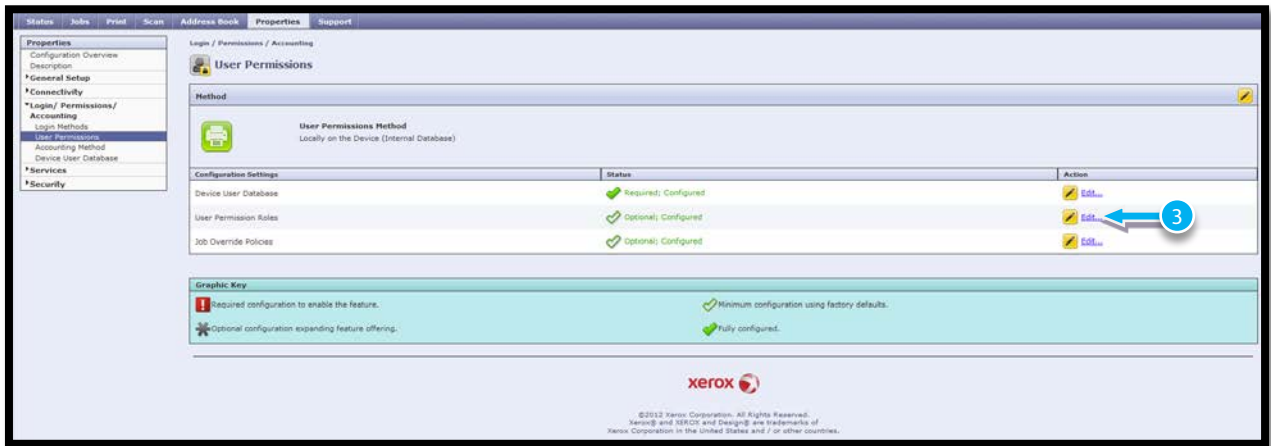 Status Jobs Print Scan Address Book Properties Support
Properties
Configuration Overview
Description
General Setup
Connectivity
Login/ Permissions/
Accounting
Login Methods
User Permissions
Accounting Method
Device User Database
Services
Security
Login / Permissions / Accounting
User Permissions
Method
User Permissions Method
Locally on the Device (Internal Database)
Configuration Settings Status Action
Device User Database Required; Configured Edit...
User Permission Roles Optional; Configured Edit... 3
Job Override Policies Optional; Configured Edit...
Graphic Key
Required configuration to enable the feature. Minimum configuration using factory defaults.
Optional configuration expanding feature offering. Fully configured.
xerox
©2012 Xerox Corporation. All Rights Reserved.
Xerox® and XEROX and Design® are trademarks of
Xerox Corporation in the United States and / or other countries.